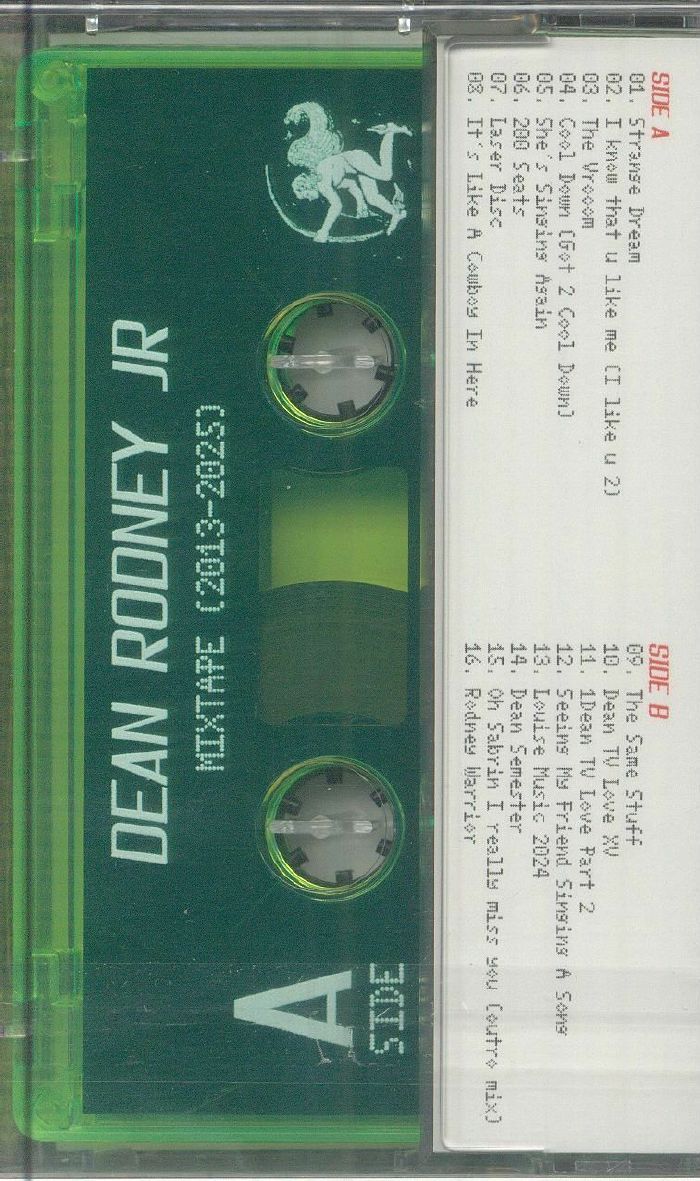 SIDE A
01. Strange Dream
02. I know that u like me (I like u 2)
03. The Vrooom
04. Cool Down (Got 2 Cool Down)
05. She's Singing Again
06. 200 Seats
07. Laser Disc
08. It's Like A Cowboy In Here
SIDE B
09. The Same Stuff
10. Dean TV Love XV
11. 1Dean TV Love Part 2
12. Seeing My Friend Singing A Song
13. Louise Music 2024
14. Dean Semester
15. Oh Sabrin I really miss you (outro mix)
16. Rodney Warrior
DEAN RODNEY JR
MIXTAPE (2013-2025)
A
SIDE